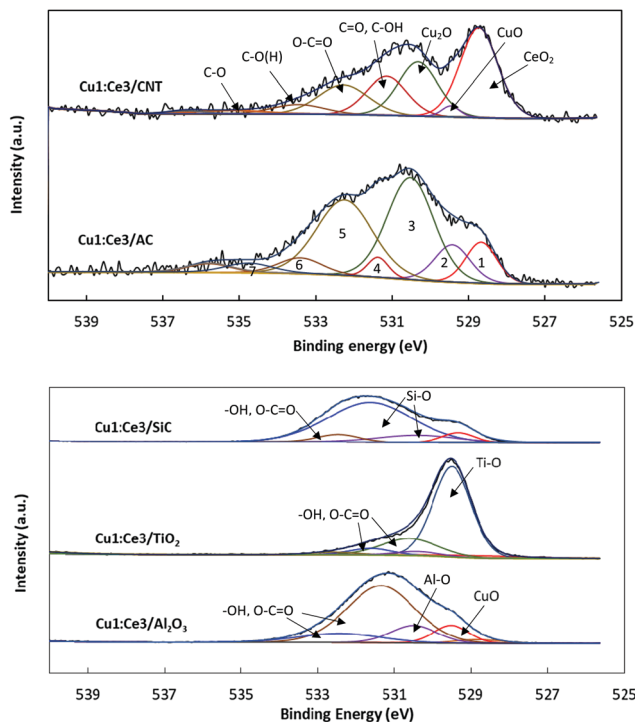 C=O, C-OH
O-C=O
Cu₂O
CuO
C-O(H)
CeO₂
C-O
Cu1:Ce3/CNT
Intensity (a.u.)
Cu1:Ce3/AC
7 6 5 4 3 2 1
539 537 535 533 531 529 527 525
Binding energy (eV)
Si-O
-OH, O-C=O
Cu1:Ce3/SiC
Ti-O
-OH, O-C=O
Cu1:Ce3/TiO₂
Intensity (a.u.)
Al-O
CuO
-OH, O-C=O
Cu1:Ce3/Al₂O₃
539 537 535 533 531 529 527 525
Binding Energy (eV)